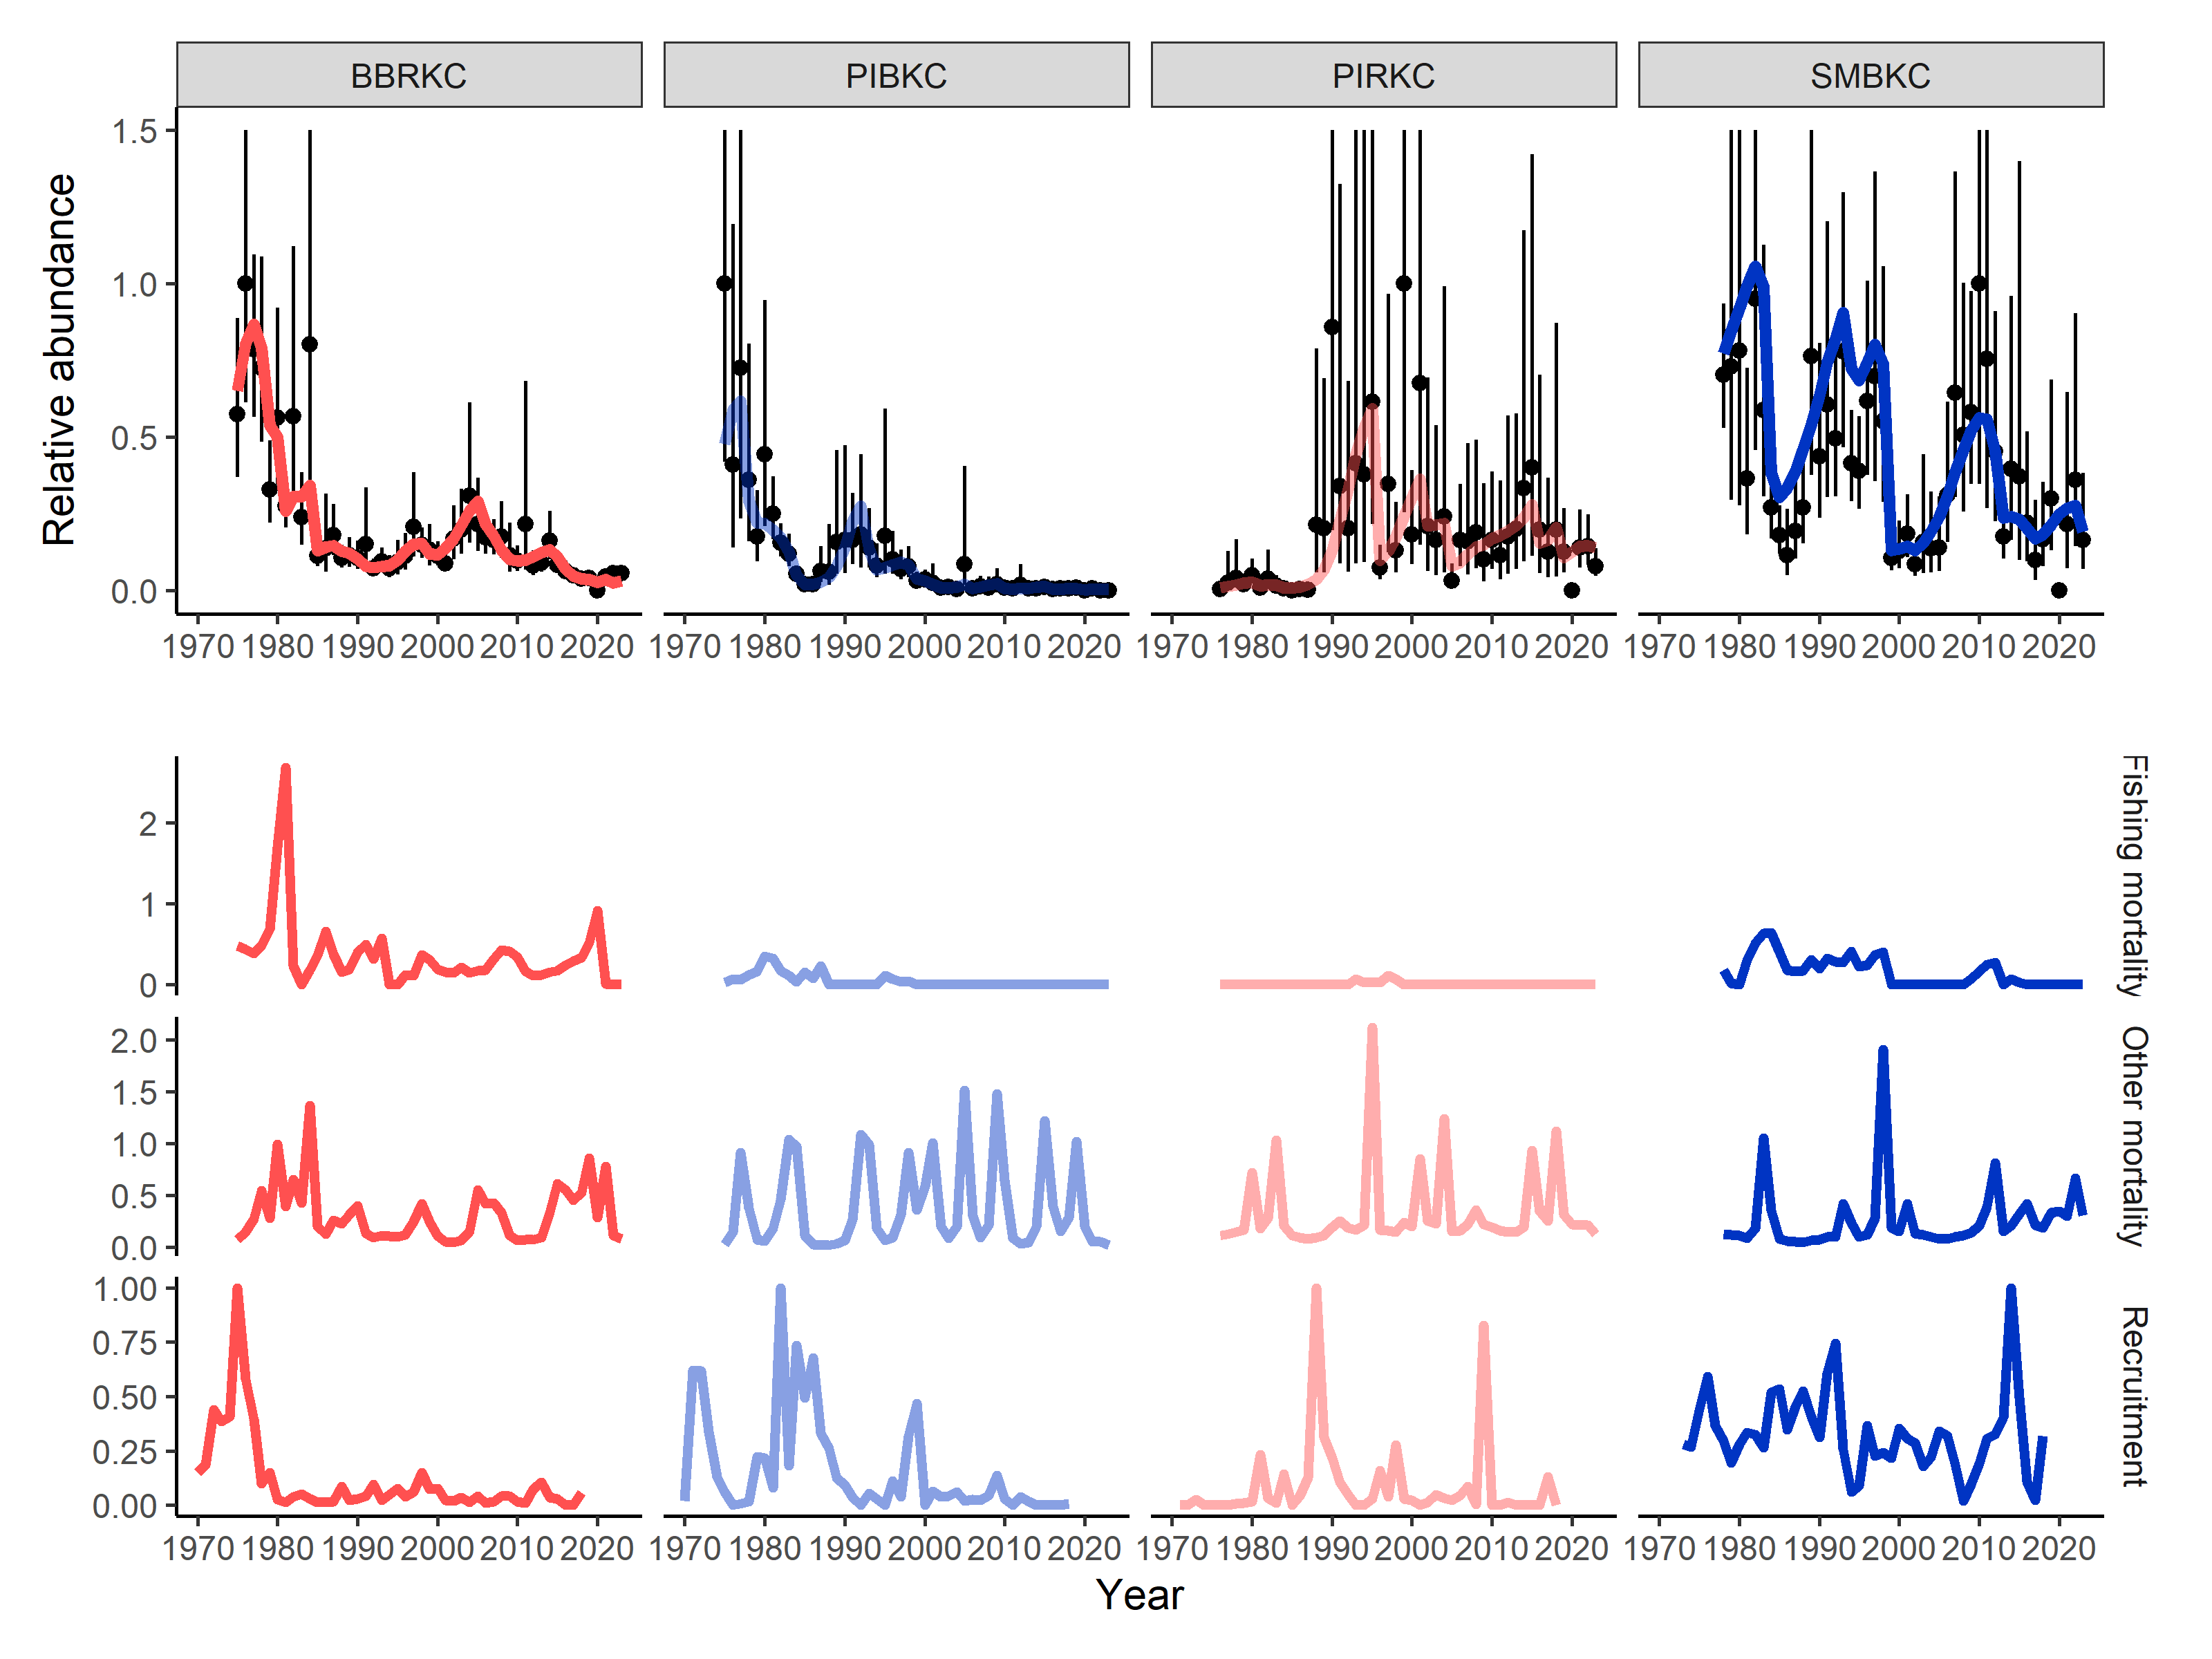 BBRKC PIBKC PIRKC SMBKC
Relative abundance
1.5
1.0
0.5
0.0
1970 1980 1990 2000 2010 2020 1970 1980 1990 2000 2010 2020 1970 1980 1990 2000 2010 2020 1970 1980 1990 2000 2010 2020
2
1
0
Fishing mortality
2.0
1.5
1.0
0.5
0.0
Other mortality
1.00
0.75
0.50
0.25
0.00
Recruitment
1970 1980 1990 2000 2010 2020 1970 1980 1990 2000 2010 2020 1970 1980 1990 2000 2010 2020 1970 1980 1990 2000 2010 2020
Year